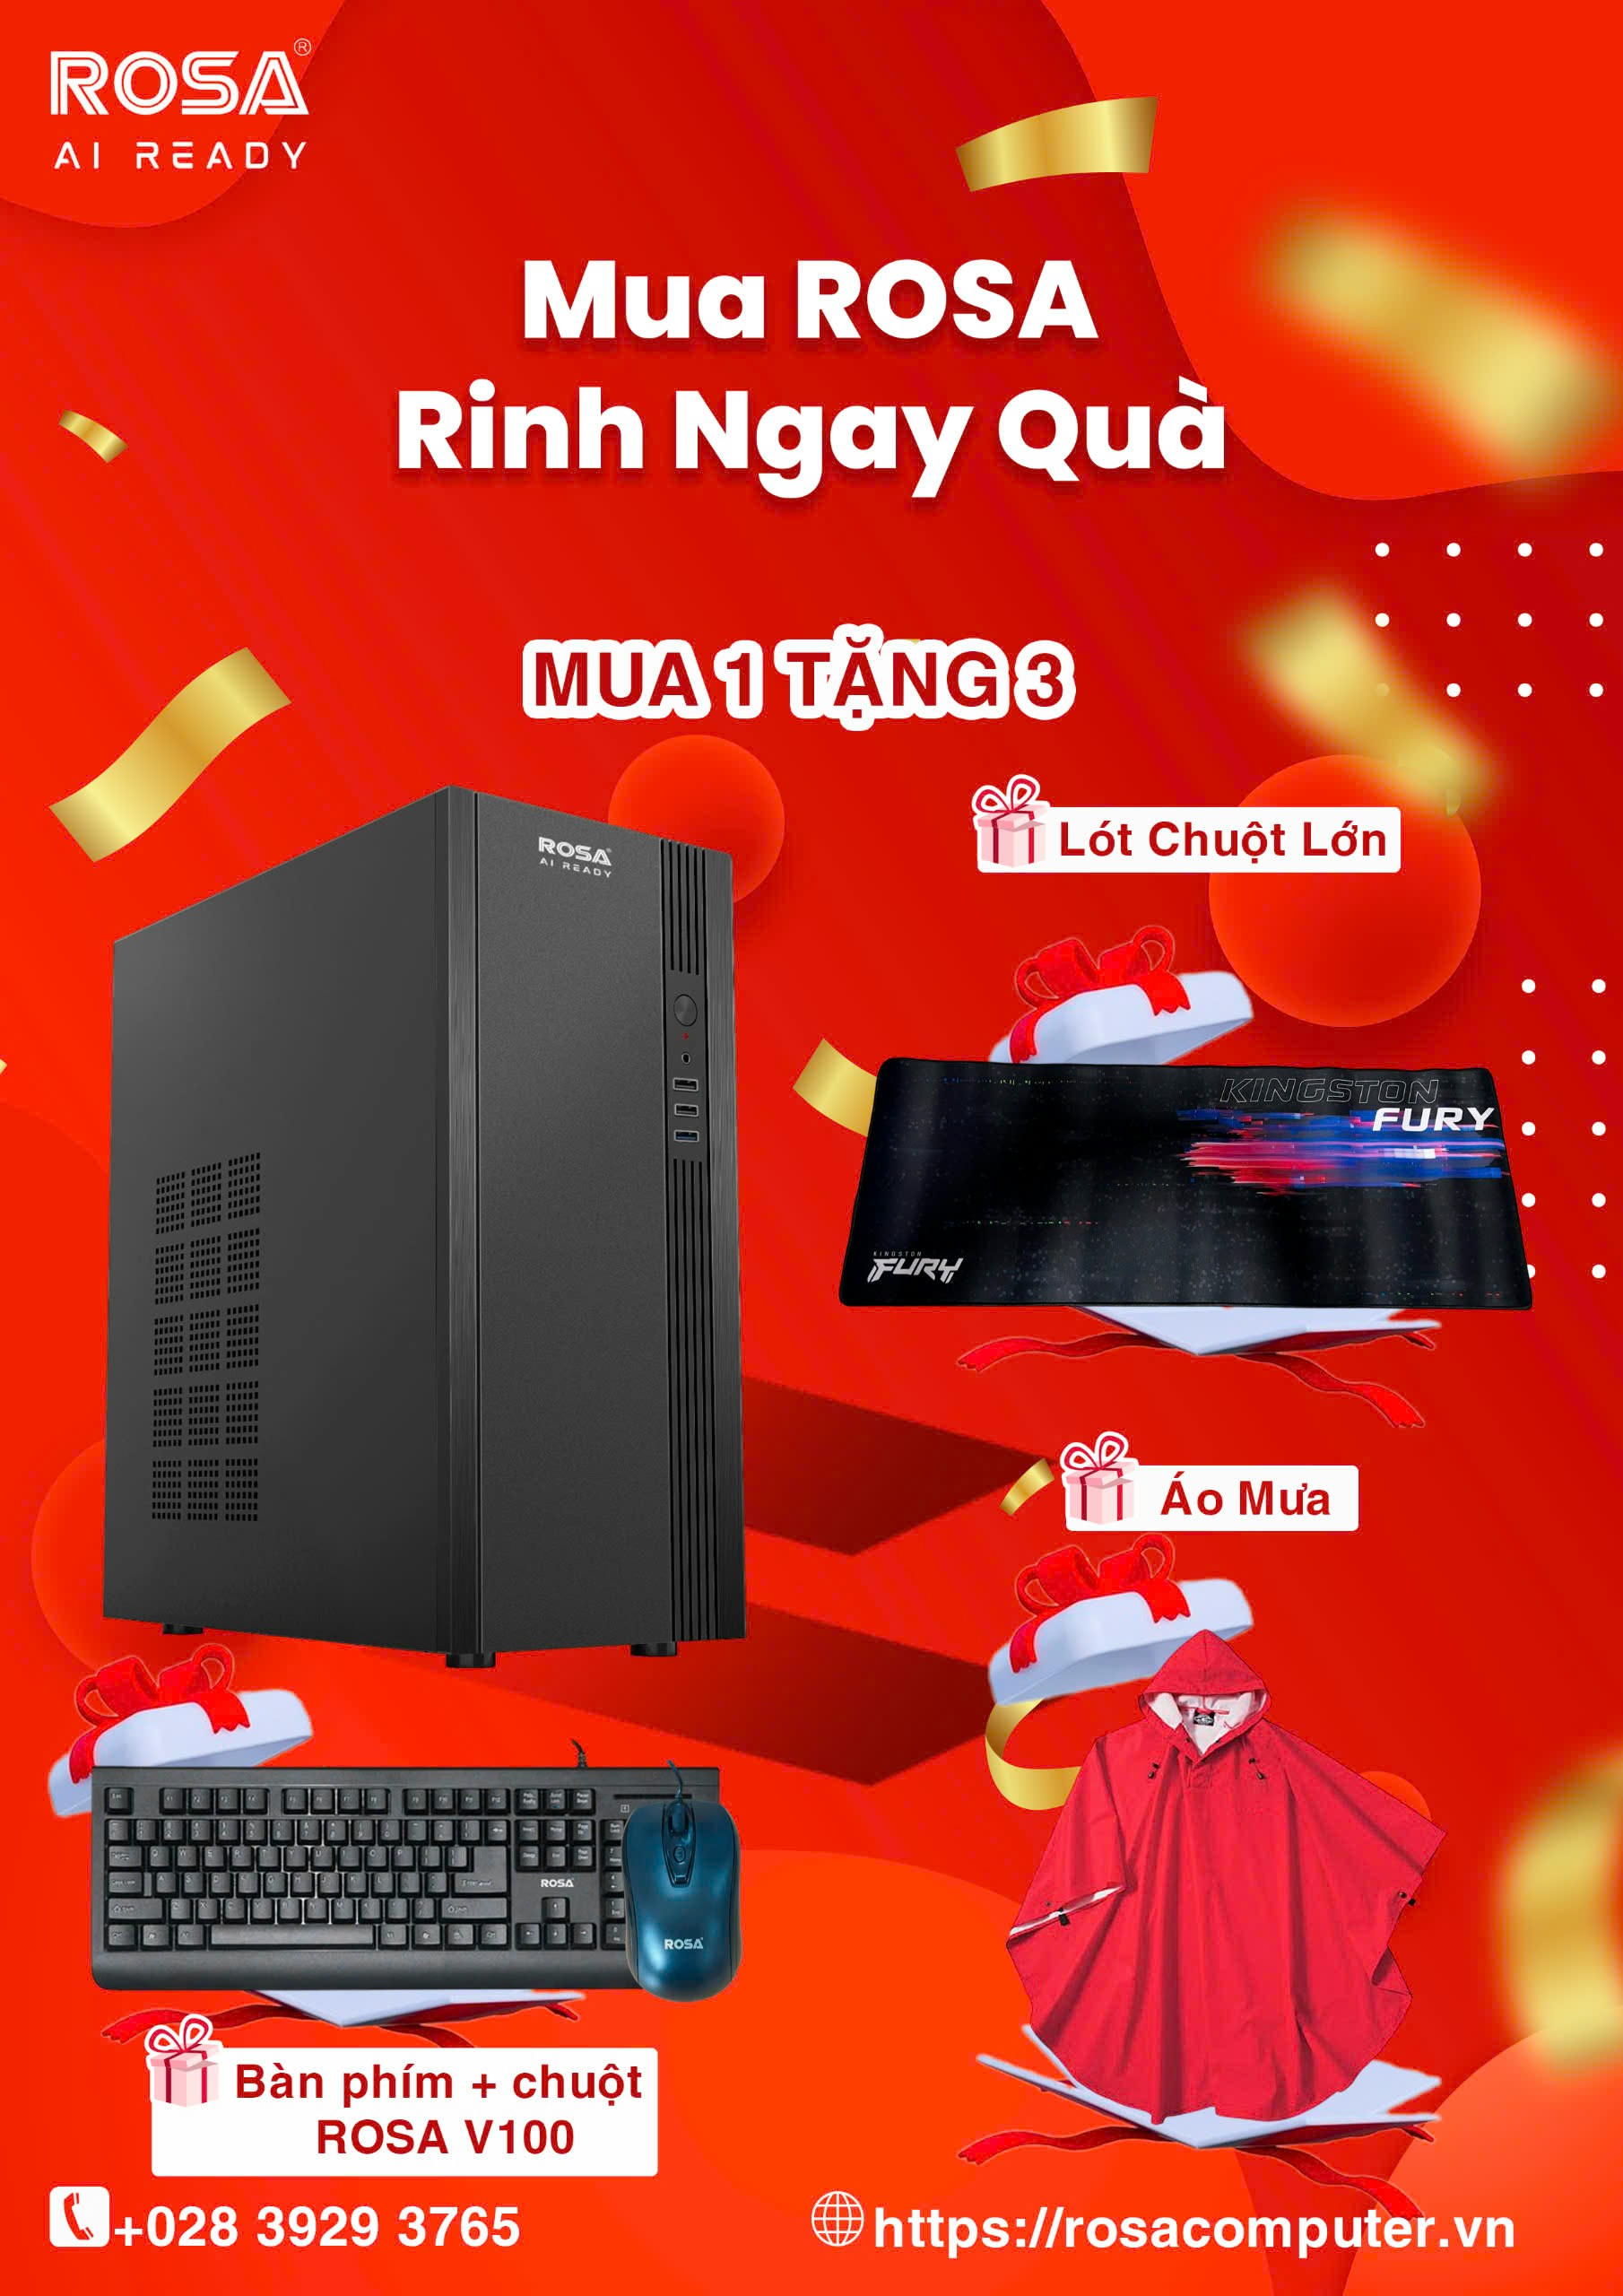 ROSA®
AI READY
Mua ROSA
Rinh Ngay Quà
MUA 1 TẶNG 3
Lót Chuột Lớn
ROSA
AI READY
KINGSTON
FURY
KINGSTON
FURY
Áo Mưa
ROSA
ROSA
Bàn phím + chuột
ROSA V100
+028 3929 3765
https://rosacomputer.vn